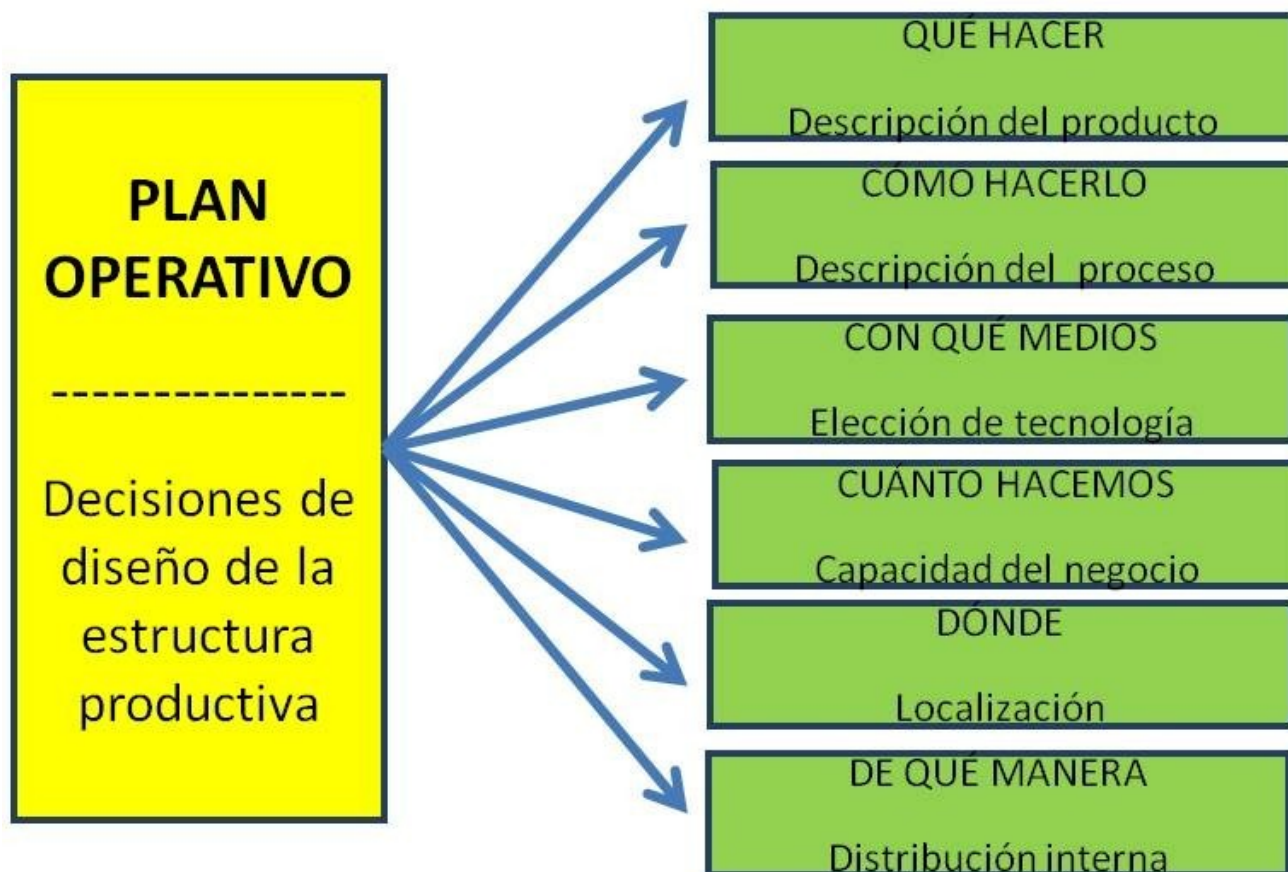 PLAN
OPERATIVO
---------------
Decisiones de
diseño de la
estructura
productiva
QUÉ HACER
Descripción del producto
CÓMO HACERLO
Descripción del  proceso
CON QUÉ MEDIOS
Elección de tecnología
CUÁNTO HACEMOS
Capacidad del negocio
DÓNDE
Localización
DE QUÉ MANERA
Distribución interna